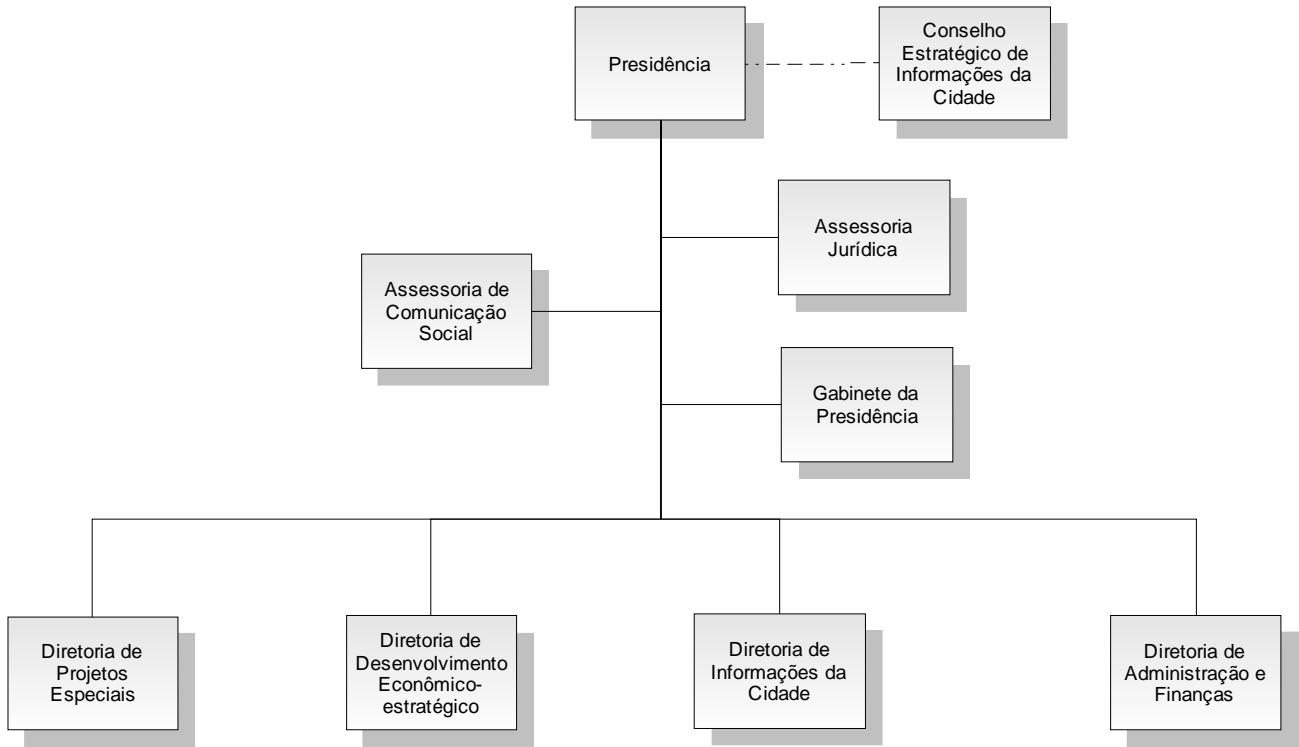 Presidência
Conselho
Estratégico de
Informações da
Cidade
Assessoria
Jurídica
Assessoria de
Comunicação
Social
Gabinete da
Presidência
Diretoria de
Projetos
Especiais
Diretoria de
Desenvolvimento
Econômico-
estratégico
Diretoria de
Informações da
Cidade
Diretoria de
Administração e
Finanças